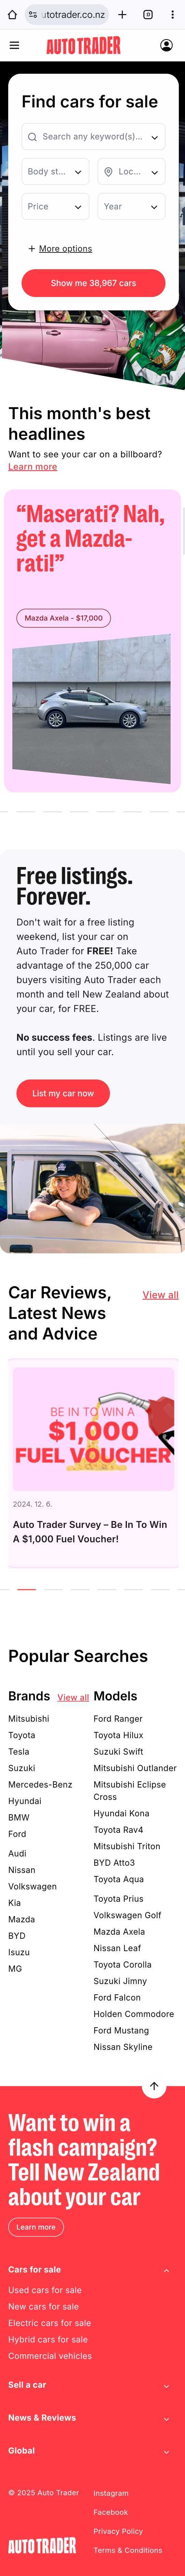 utotrader.co.nz
AUTO TRADER
Find cars for sale
Search any keyword(s)...
Body st...
Loc...
Price
Year
+ More options
Show me 38,967 cars
This month's best
headlines
Want to see your car on a billboard?
Learn more
“Maserati? Nah,
get a Mazda-
rati!”
Mazda Axela - $17,000
Free listings.
Forever.
Don't wait for a free listing
weekend, list your car on
Auto Trader for FREE! Take
advantage of the 250,000 car
buyers visiting Auto Trader each
month and tell New Zealand about
your car, for FREE.
No success fees. Listings are live
until you sell your car.
List my car now
Car Reviews,
Latest News
and Advice
View all
BE IN TO WIN A
$1,000
FUEL VOUCHER!
2024. 12. 6.
Auto Trader Survey – Be In To Win
A $1,000 Fuel Voucher!
Popular Searches
Brands
View all
Mitsubishi
Toyota
Tesla
Suzuki
Mercedes-Benz
Hyundai
BMW
Ford
Audi
Nissan
Volkswagen
Kia
Mazda
BYD
Isuzu
MG
Models
Ford Ranger
Toyota Hilux
Suzuki Swift
Mitsubishi Outlander
Mitsubishi Eclipse
Cross
Hyundai Kona
Toyota Rav4
Mitsubishi Triton
BYD Atto3
Toyota Aqua
Toyota Prius
Volkswagen Golf
Mazda Axela
Nissan Leaf
Toyota Corolla
Suzuki Jimny
Ford Falcon
Holden Commodore
Ford Mustang
Nissan Skyline
Want to win a
flash campaign?
Tell New Zealand
about your car
Learn more
Cars for sale
Used cars for sale
New cars for sale
Electric cars for sale
Hybrid cars for sale
Commercial vehicles
Sell a car
News & Reviews
Global
© 2025 Auto Trader
Instagram
Facebook
Privacy Policy
Terms & Conditions
AUTO TRADER